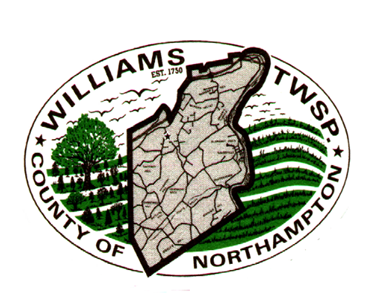 WILLIAMS TWSP.
EST. 1750
COUNTY OF NORTHAMPTON